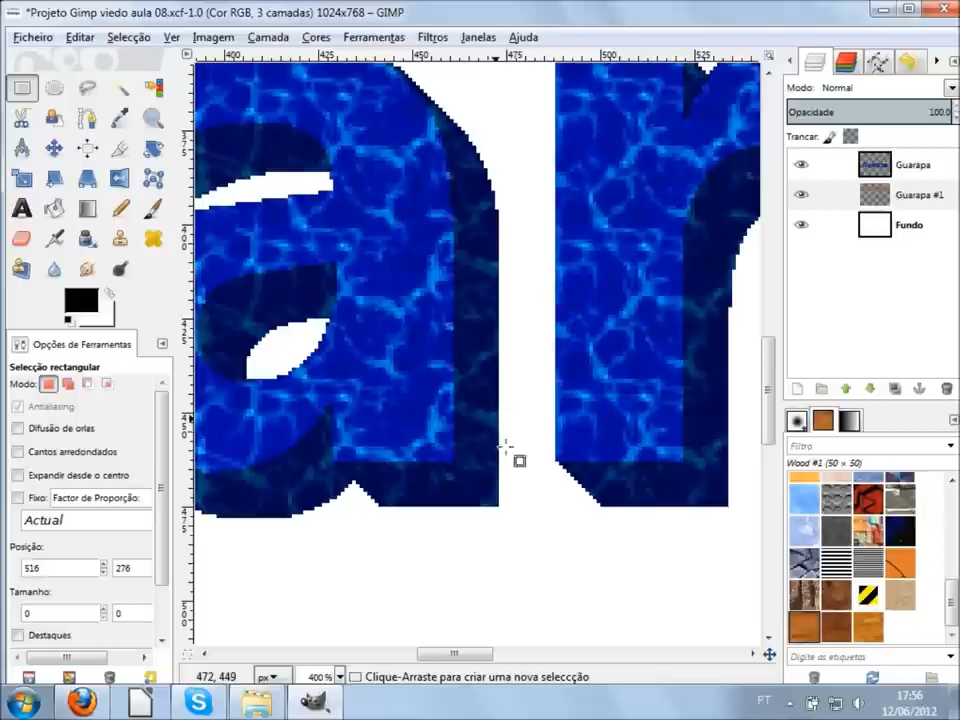 *Projeto Gimp viedo aula 08.xcf-1.0 (Cor RGB, 3 camadas) 1024x768 – GIMP
Ficheiro Editar Selecção Ver Imagem Camada Cores Ferramentas Filtros Janelas Ajuda
400 425 450 475 500 525
Modo: Normal
Opacidade 100.0
Trancar:
Guarapa
Guarapa #1
Fundo
Opções de Ferramentas
Selecção rectangular
Modo:
Antialiasing
Difusão de orlas
Cantos arredondados
Expandir desde o centro
Fixo: Factor de Proporção:
Actual
Posição:
516 276
Tamanho:
0 0
Destaques
Filtro
Wood #1 (50 × 50)
Digite as etiquetas
472, 449 px 400 % Clique-Arraste para criar uma nova seleccção
PT 17:56
12/06/2012